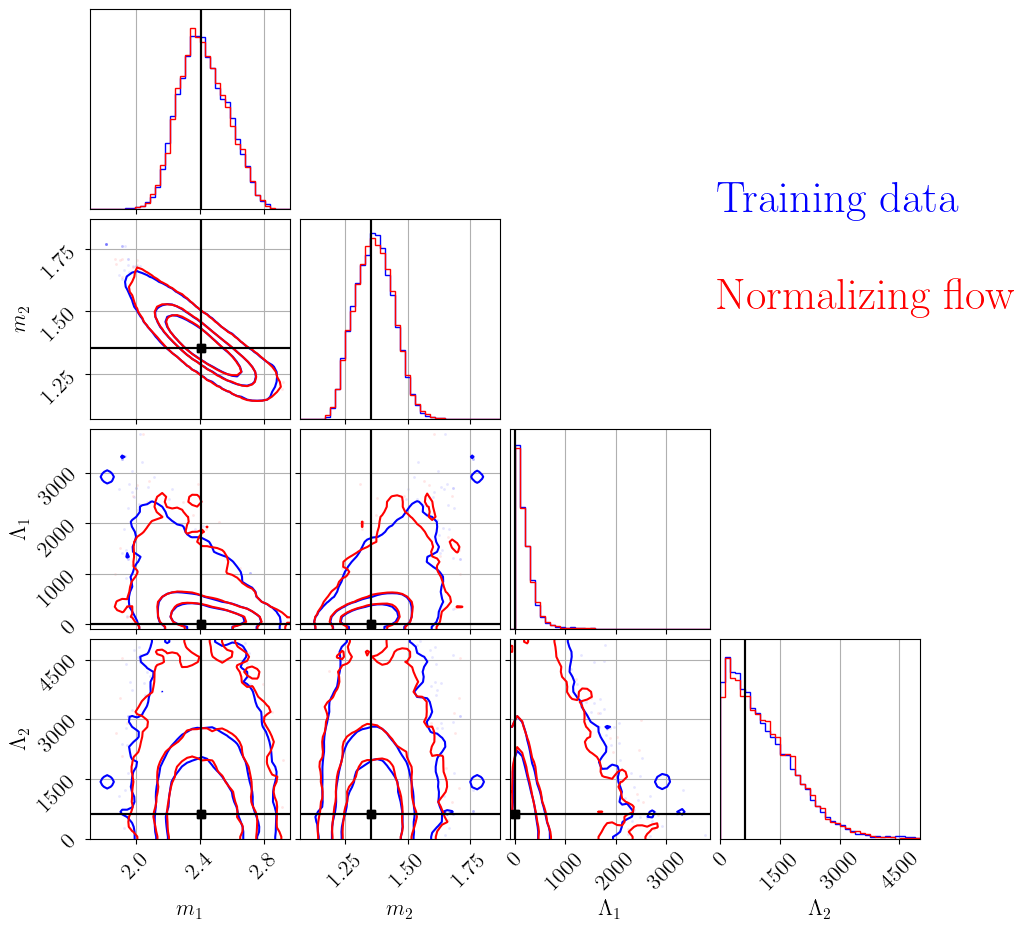 Training data
Normalizing flow
m₂
1.75
1.50
1.25
Λ₁
3000
2000
1000
0
Λ₂
4500
3000
1500
0
2.0 2.4 2.8
1.25 1.50 1.75
0 1000 2000 3000
0 1500 3000 4500
m₁ m₂ Λ₁ Λ₂